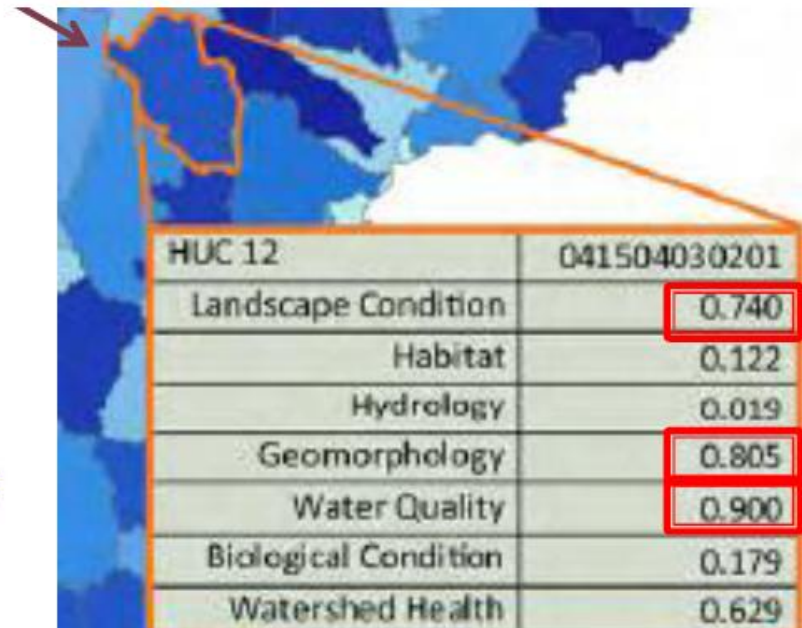 HUC 12 041504030201
Landscape Condition 0.740
Habitat 0.122
Hydrology 0.019
Geomorphology 0.805
Water Quality 0.900
Biological Condition 0.179
Watershed Health 0.629